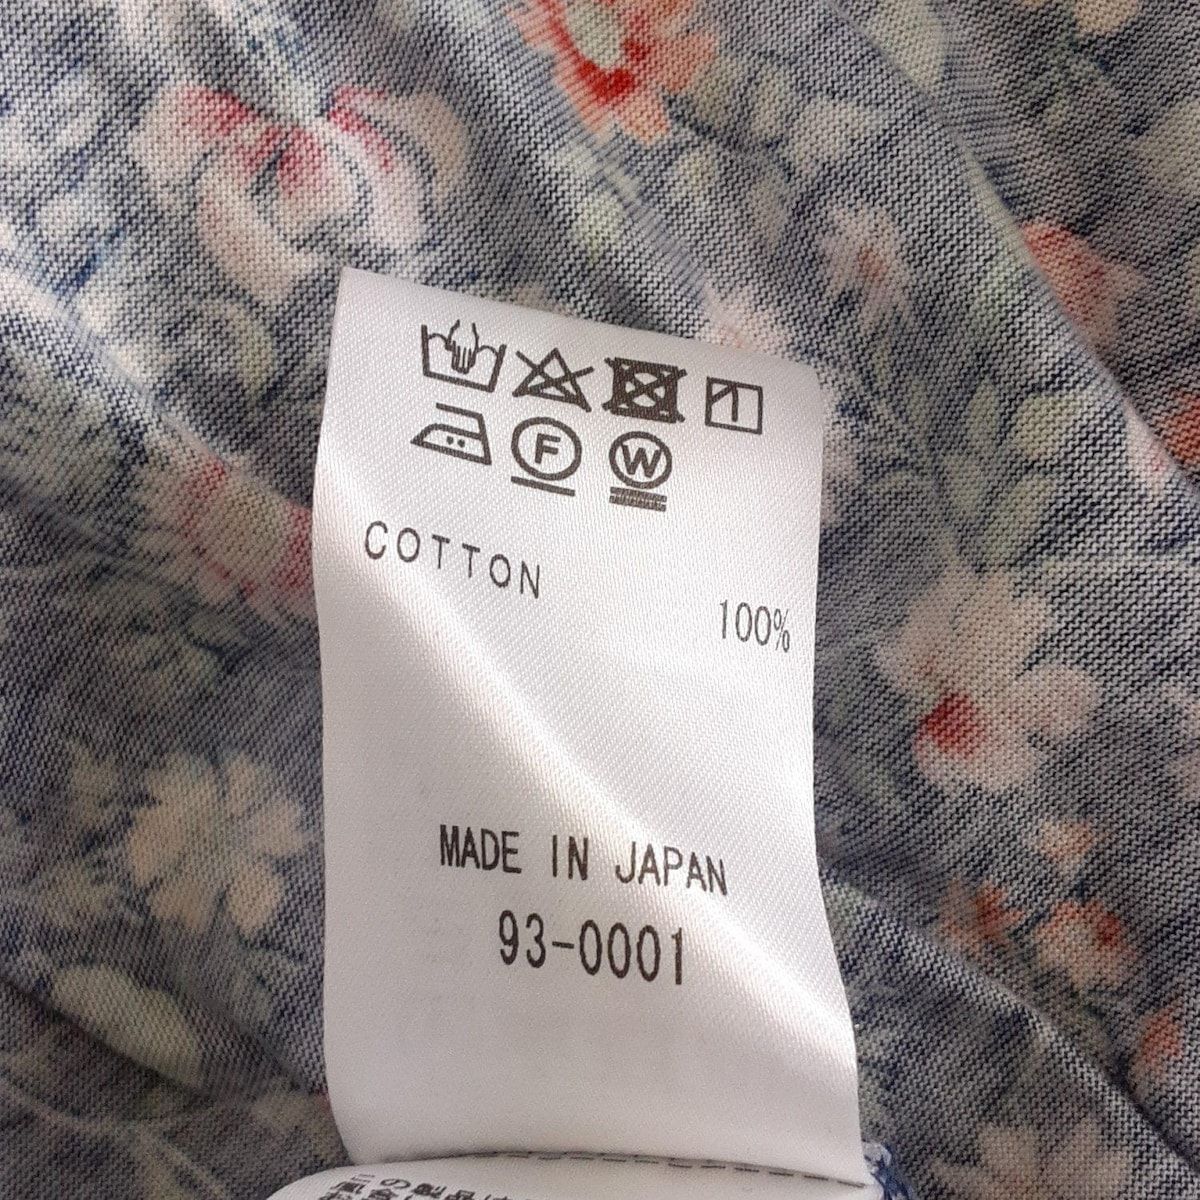 F W
COTTON
100%
MADE IN JAPAN
93-0001